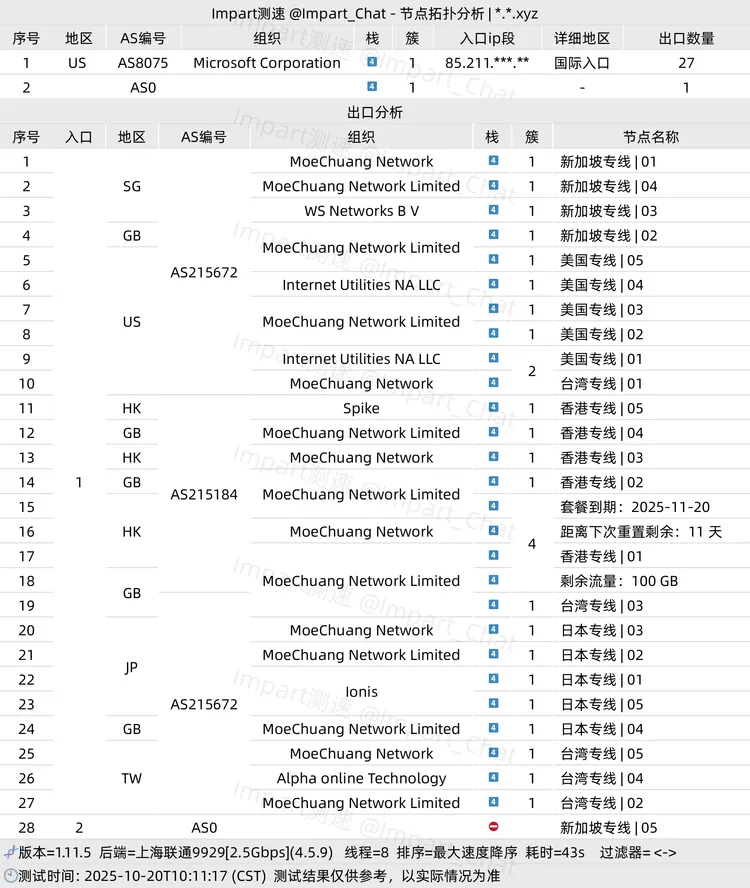 Impart测速 @Impart_Chat - 节点拓扑分析 | *.*.xyz
序号 地区 AS编号 组织 栈 簇 入口ip段 详细地区 出口数量
1 US AS8075 Microsoft Corporation 4 1 85.211.***.** 国际入口 27
2 AS0 4 1 - 1
出口分析
序号 入口 地区 AS编号 组织 栈 簇 节点名称
1 MoeChuang Network 4 1 新加坡专线 | 01
2 SG MoeChuang Network Limited 4 1 新加坡专线 | 04
3 WS Networks B V 4 1 新加坡专线 | 03
4 GB 4 1 新加坡专线 | 02
MoeChuang Network Limited
5 4 1 美国专线 | 05
AS215672
6 Internet Utilities NA LLC 4 1 美国专线 | 04
7 4 1 美国专线 | 03
US MoeChuang Network Limited
8 4 1 美国专线 | 02
9 Internet Utilities NA LLC 4 美国专线 | 01
2
10 MoeChuang Network 4 台湾专线 | 01
11 HK Spike 4 1 香港专线 | 05
12 GB MoeChuang Network Limited 4 1 香港专线 | 04
13 HK MoeChuang Network 4 1 香港专线 | 03
14 1 GB 4 1 香港专线 | 02
AS215184 MoeChuang Network Limited
15 4 套餐到期：2025-11-20
16 HK MoeChuang Network 4 距离下次重置剩余：11 天
4
17 4 香港专线 | 01
18 4 剩余流量：100 GB
GB MoeChuang Network Limited
19 4 1 台湾专线 | 03
20 MoeChuang Network 4 1 日本专线 | 03
21 MoeChuang Network Limited 4 1 日本专线 | 02
JP
22 4 1 日本专线 | 01
Ionis
23 AS215672 4 1 日本专线 | 05
24 GB MoeChuang Network Limited 4 1 日本专线 | 04
25 MoeChuang Network 4 1 台湾专线 | 05
26 TW Alpha online Technology 4 1 台湾专线 | 04
27 MoeChuang Network Limited 4 1 台湾专线 | 02
28 2 AS0 新加坡专线 | 05
版本=1.11.5 后端=上海联通9929[2.5Gbps](4.5.9) 线程=8 排序=最大速度降序 耗时=43s 过滤器= <->
测试时间：2025-10-20T10:11:17 (CST) 测试结果仅供参考，以实际情况为准